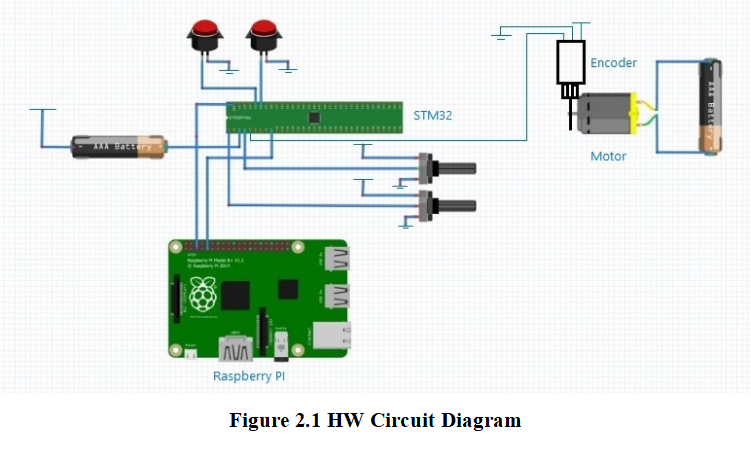 Encoder
AAA Battery
STM32
AAA Battery
Motor
Raspberry Pi Model B+ V1.2
© Raspberry Pi 2014
Raspberry PI
Figure 2.1 HW Circuit Diagram